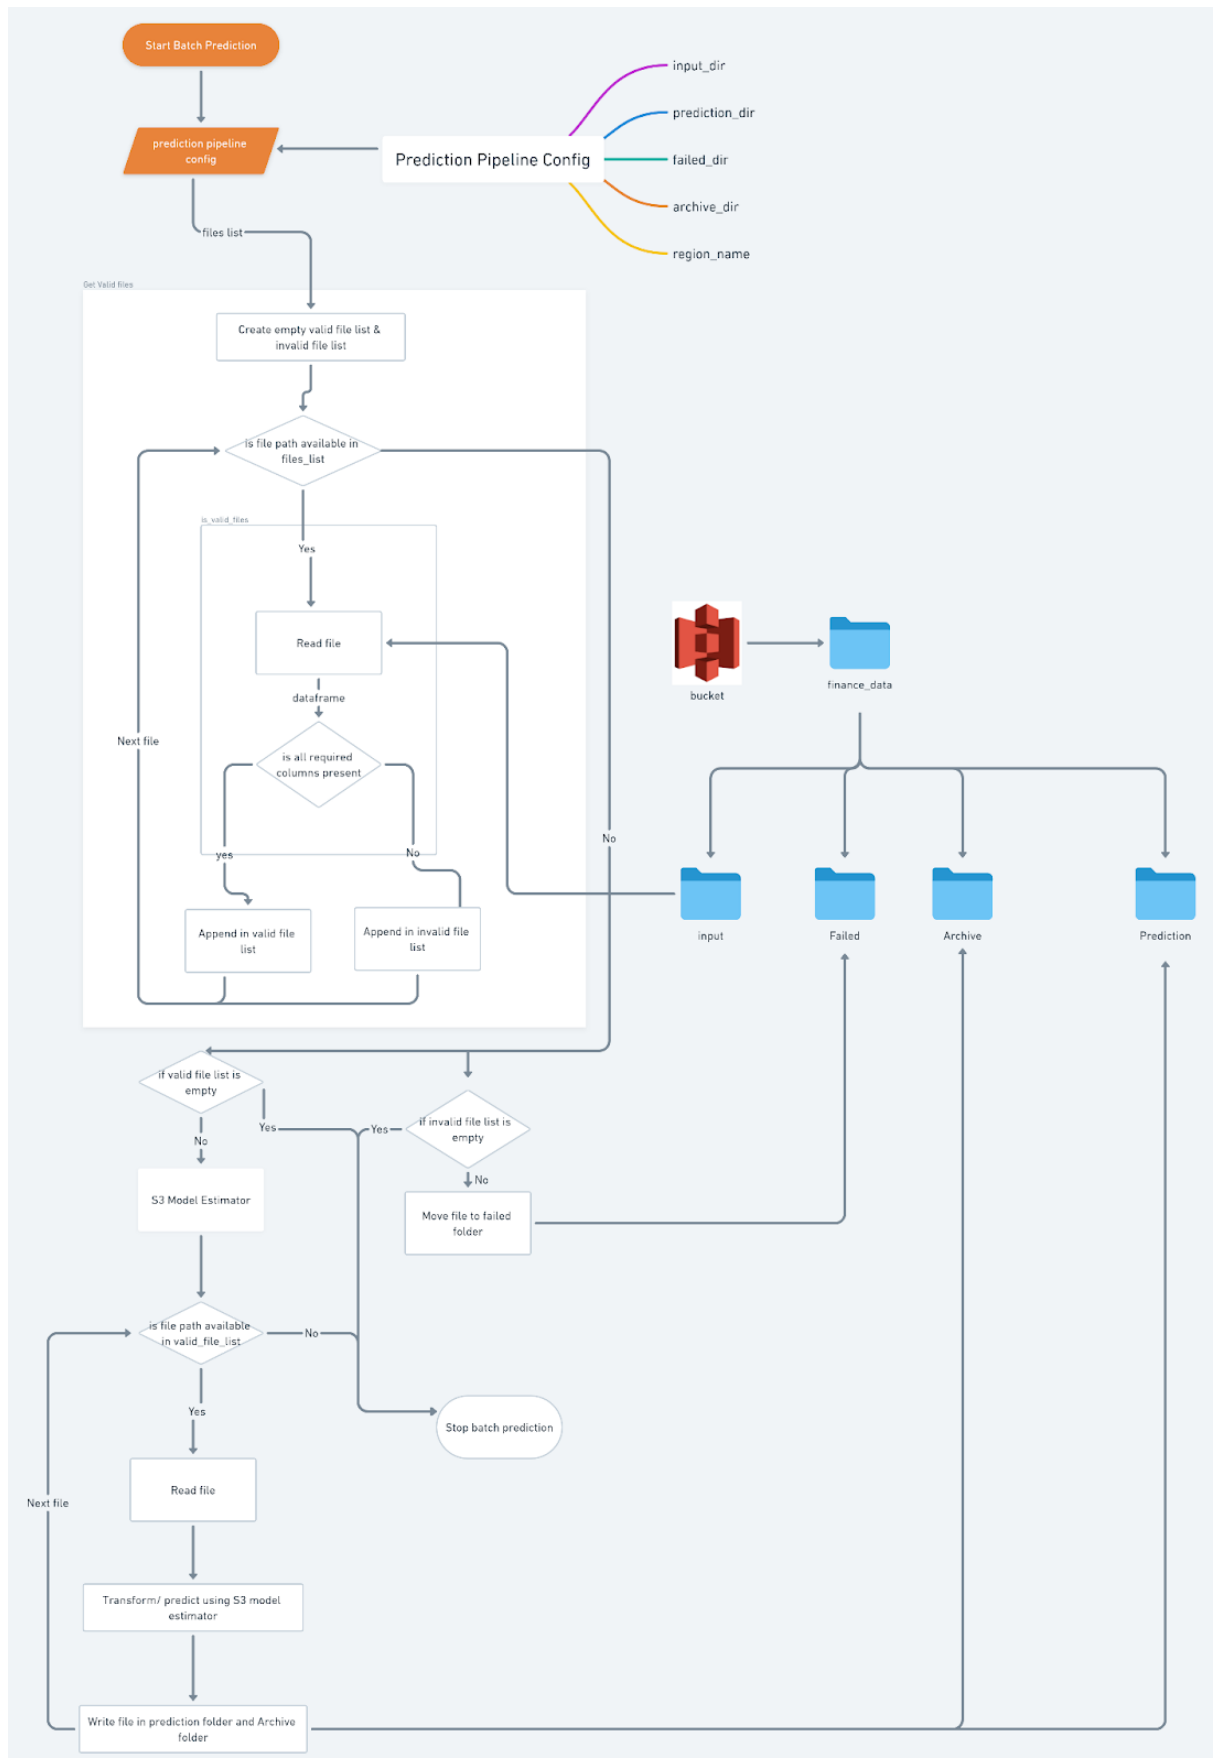 Start Batch Prediction
input_dir
prediction_dir
prediction pipeline
config
Prediction Pipeline Config
failed_dir
archive_dir
files list
region_name
Get Valid files
Create empty valid file list &
invalid file list
is file path available in
files_list
is_valid_files
Yes
Read file
dataframe
is all required
columns present
Next file
yes
No
No
Append in valid file
list
Append in invalid file
list
bucket
finance_data
input
Failed
Archive
Prediction
if valid file list is
empty
Yes
No
if invalid file list is
empty
Yes
No
S3 Model Estimator
Move file to failed
folder
is file path available
in valid_file_list
No
Yes
Stop batch prediction
Read file
Next file
Transform/ predict using S3 model
estimator
Write file in prediction folder and Archive
folder